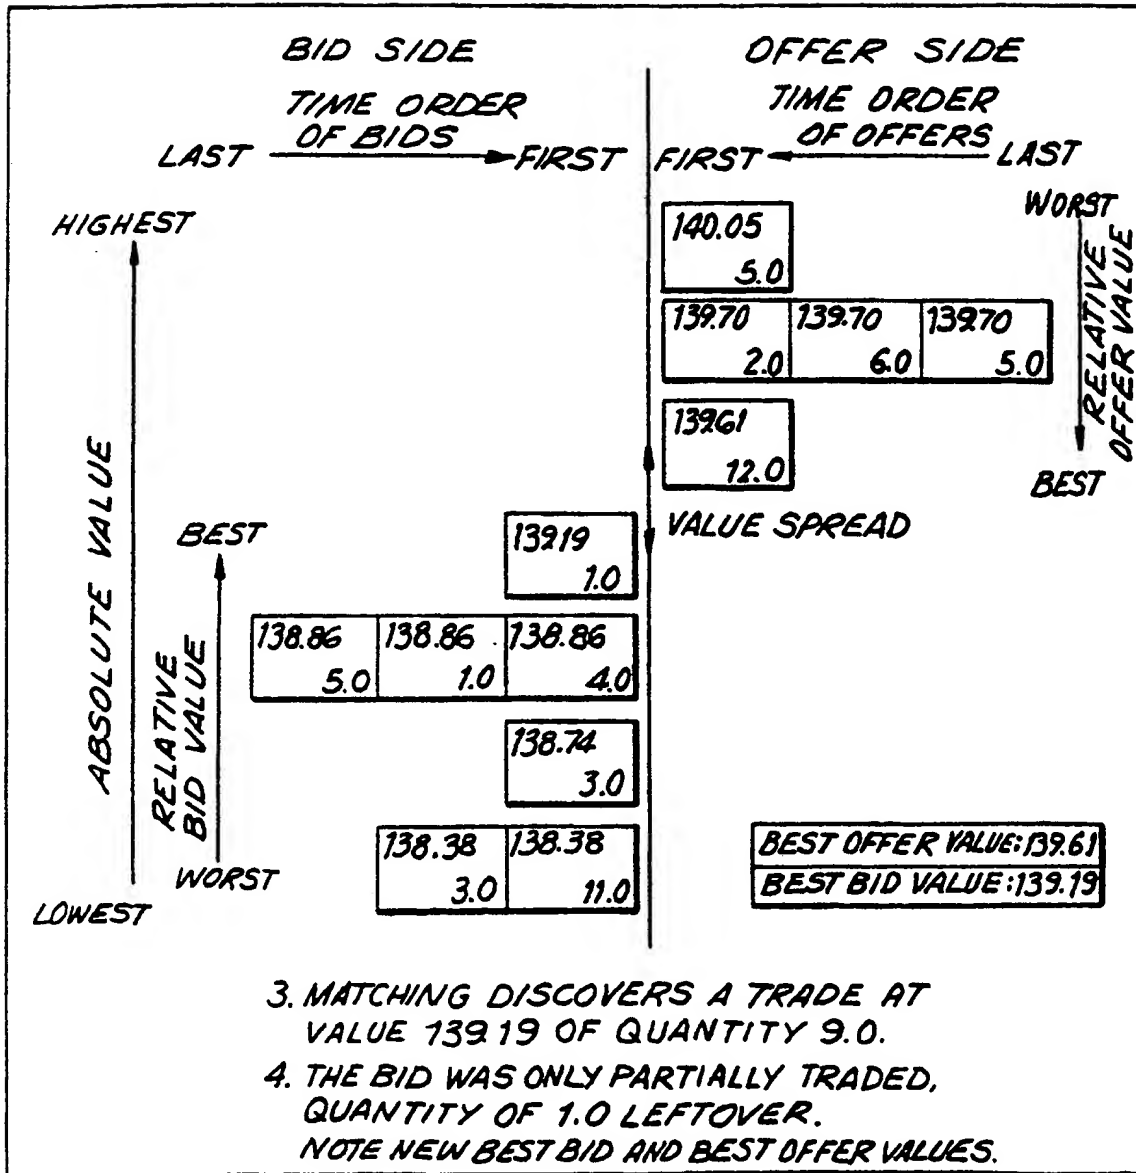 BID SIDE
OFFER SIDE
TIME ORDER
OF BIDS
TIME ORDER
OF OFFERS
LAST
FIRST
FIRST
LAST
HIGHEST
WORST
140.05
5.0
139.70 139.70 139.70
2.0 6.0 5.0
139.61
12.0
RELATIVE
OFFER VALUE
BEST
VALUE SPREAD
ABSOLUTE VALUE
BEST
139.19
1.0
138.86 138.86 138.86
5.0 1.0 4.0
RELATIVE
BID VALUE
138.74
3.0
138.38 138.38
3.0 11.0
WORST
LOWEST
BEST OFFER VALUE:139.61
BEST BID VALUE:139.19
3. MATCHING DISCOVERS A TRADE AT
VALUE 139.19 OF QUANTITY 9.0.
4. THE BID WAS ONLY PARTIALLY TRADED,
QUANTITY OF 1.0 LEFTOVER.
NOTE NEW BEST BID AND BEST OFFER VALUES.